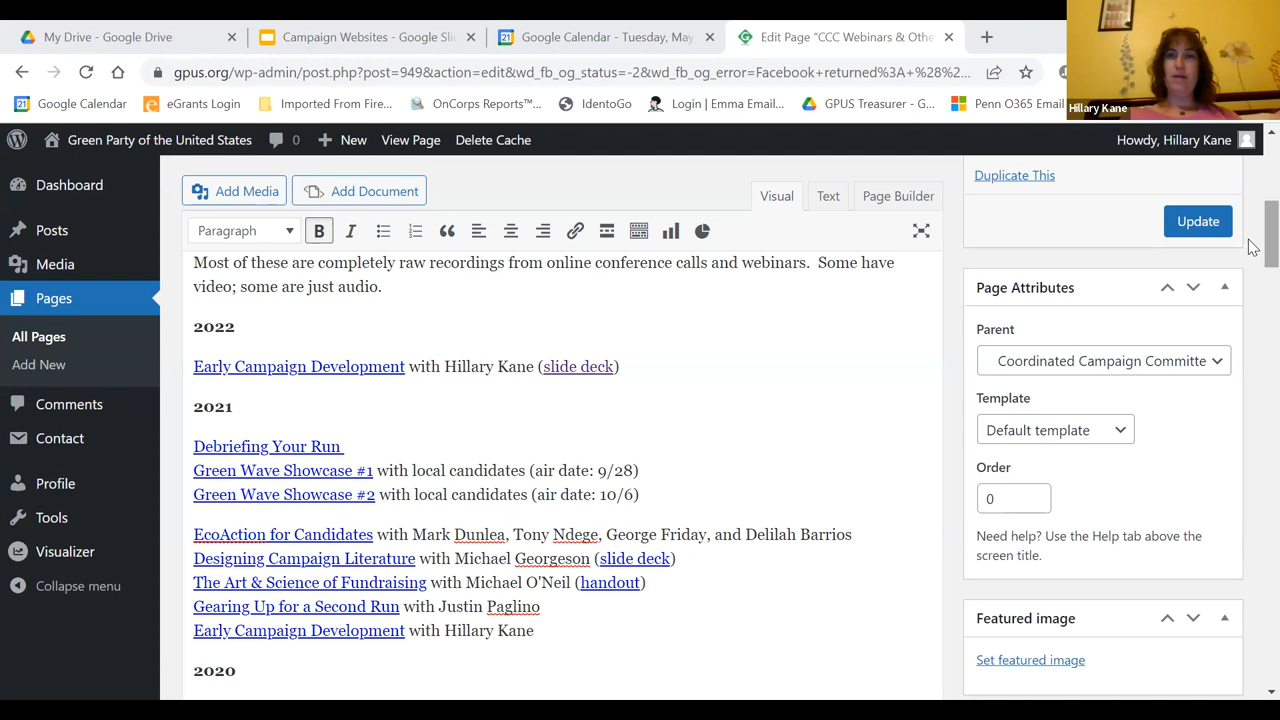 My Drive - Google Drive
Campaign Websites - Google Sli
Google Calendar - Tuesday, May
Edit Page "CCC Webinars & Othe
gpus.org/wp-admin/post.php?post=949&action=edit&wd_fb_og_status=-2&wd_fb_og_error=Facebook+returned%3A+%28%2...
Google Calendar
eGrants Login
Imported From Fire...
OnCorps Reports™...
IdentoGo
Login | Emma Email...
GPUS Treasurer - G...
Penn O365 Email
Hillary Kane
Green Party of the United States
0
New
View Page
Delete Cache
Howdy, Hillary Kane
Dashboard
Posts
Media
Pages
All Pages
Add New
Comments
Contact
Profile
Tools
Visualizer
Collapse menu
Add Media
Add Document
Visual
Text
Page Builder
Paragraph
B
I
Most of these are completely raw recordings from online conference calls and webinars. Some have
video; some are just audio.
2022
Early Campaign Development with Hillary Kane (slide deck)
2021
Debriefing Your Run
Green Wave Showcase #1 with local candidates (air date: 9/28)
Green Wave Showcase #2 with local candidates (air date: 10/6)
EcoAction for Candidates with Mark Dunlea, Tony Ndege, George Friday, and Delilah Barrios
Designing Campaign Literature with Michael Georgeson (slide deck)
The Art & Science of Fundraising with Michael O'Neil (handout)
Gearing Up for a Second Run with Justin Paglino
Early Campaign Development with Hillary Kane
2020
Duplicate This
Update
Page Attributes
Parent
Coordinated Campaign Committe
Template
Default template
Order
0
Need help? Use the Help tab above the
screen title.
Featured image
Set featured image